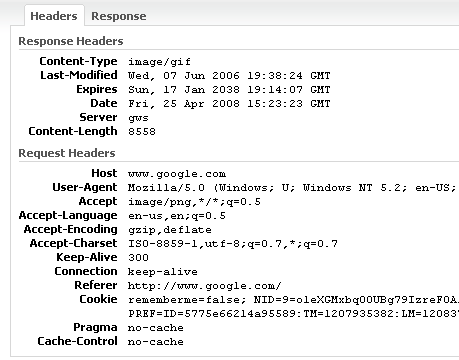 Headers Response
Response Headers
Content-Type image/gif
Last-Modified Wed, 07 Jun 2006 19:38:24 GMT
Expires Sun, 17 Jan 2038 19:14:07 GMT
Date Fri, 25 Apr 2008 15:23:23 GMT
Server gws
Content-Length 8558
Request Headers
Host www.google.com
User-Agent Mozilla/5.0 (Windows; U; Windows NT 5.2; en-US;
Accept image/png,*/*;q=0.5
Accept-Language en-us,en;q=0.5
Accept-Encoding gzip,deflate
Accept-Charset ISO-8859-1,utf-8;q=0.7,*;q=0.7
Keep-Alive 300
Connection keep-alive
Referer http://www.google.com/
Cookie rememberme=false; NID=9=oleXGMxbq00UBg79IzreF0A
PREF=ID=5775e66214a95589:TM=1207935382:LM=12083
Pragma no-cache
Cache-Control no-cache